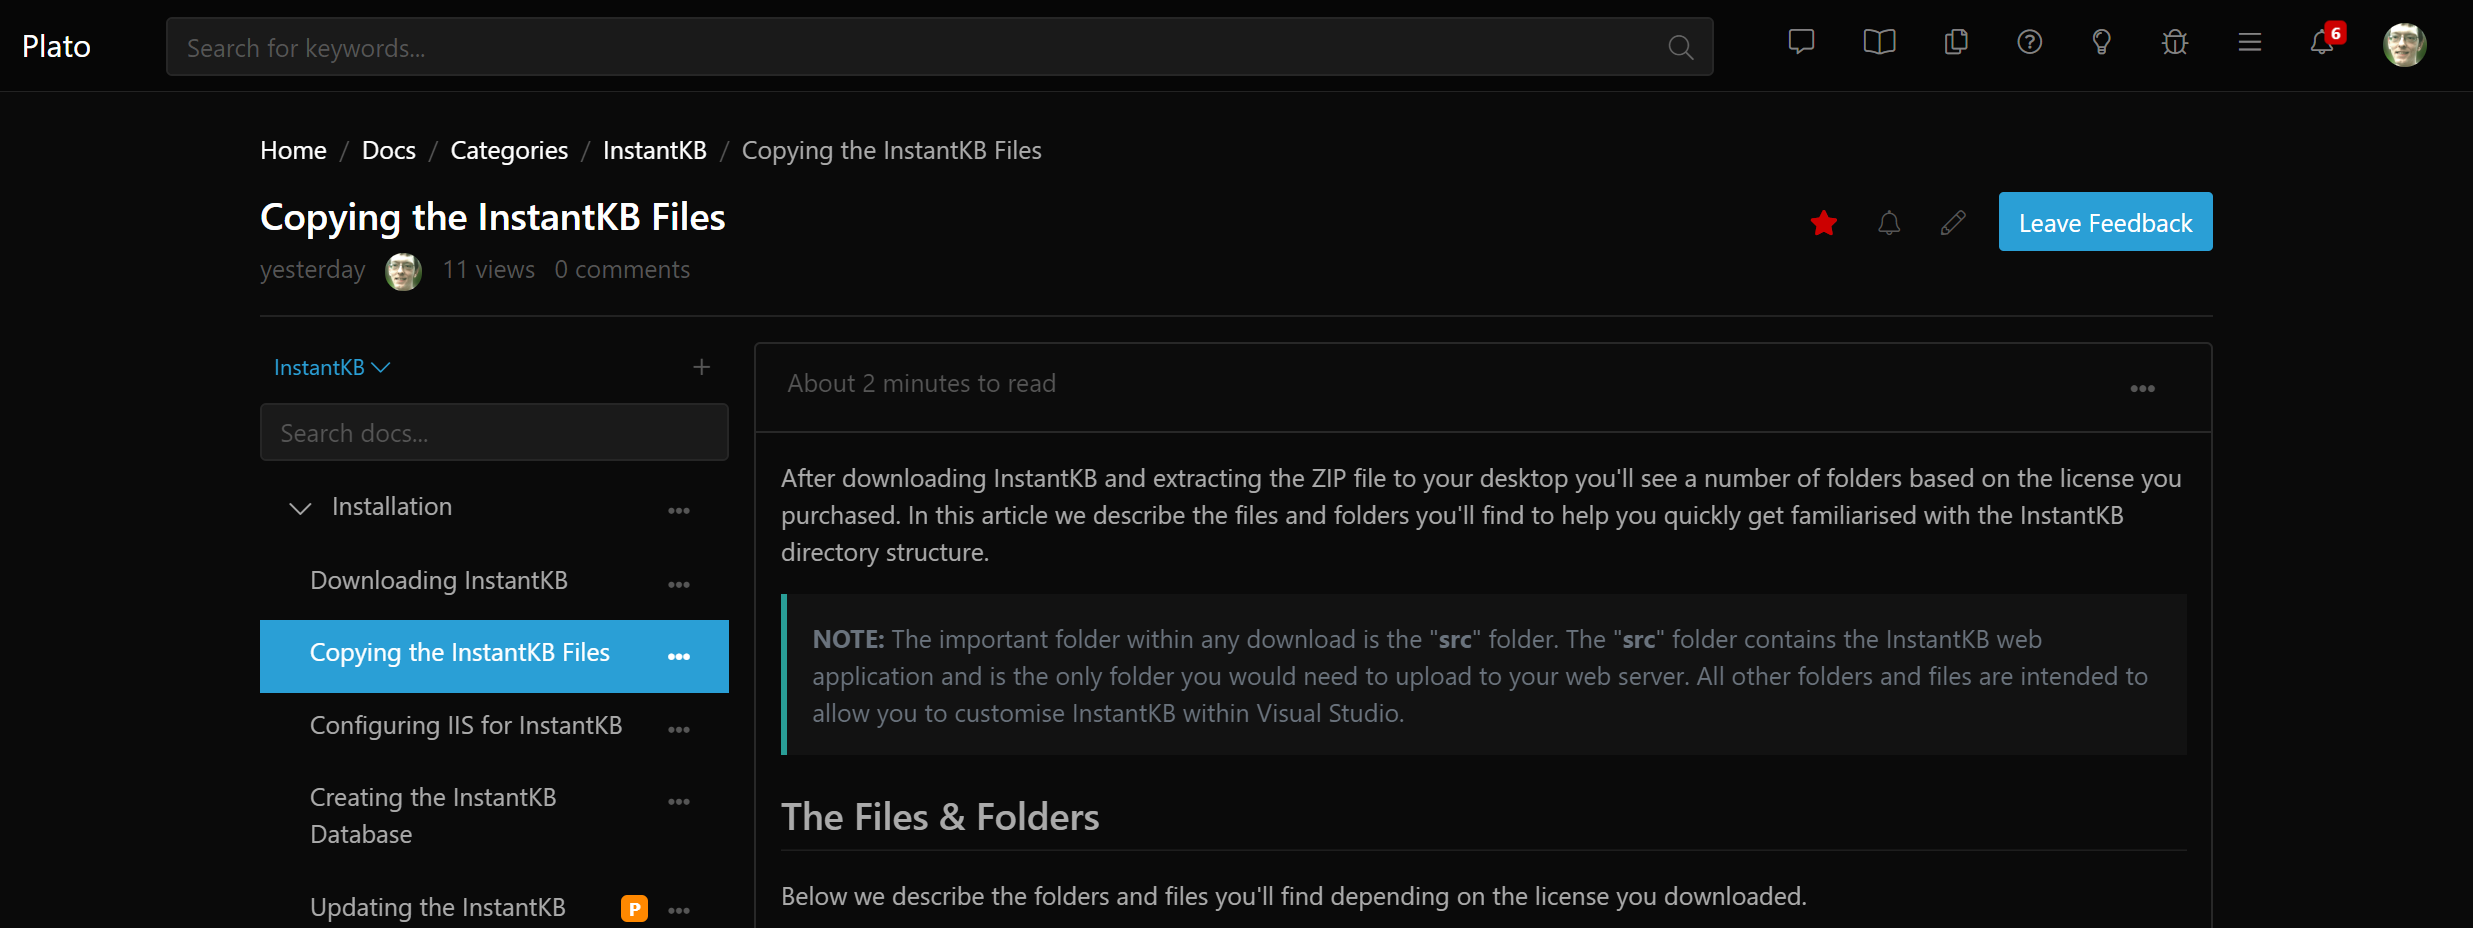 Plato
Search for keywords...
6
Home / Docs / Categories / InstantKB / Copying the InstantKB Files
Copying the InstantKB Files
Leave Feedback
yesterday 11 views 0 comments
InstantKB
Search docs...
Installation
Downloading InstantKB
Copying the InstantKB Files
Configuring IIS for InstantKB
Creating the InstantKB
Database
Updating the InstantKB P
About 2 minutes to read
After downloading InstantKB and extracting the ZIP file to your desktop you'll see a number of folders based on the license you
purchased. In this article we describe the files and folders you'll find to help you quickly get familiarised with the InstantKB
directory structure.
NOTE: The important folder within any download is the "src" folder. The "src" folder contains the InstantKB web
application and is the only folder you would need to upload to your web server. All other folders and files are intended to
allow you to customise InstantKB within Visual Studio.
The Files & Folders
Below we describe the folders and files you'll find depending on the license you downloaded.